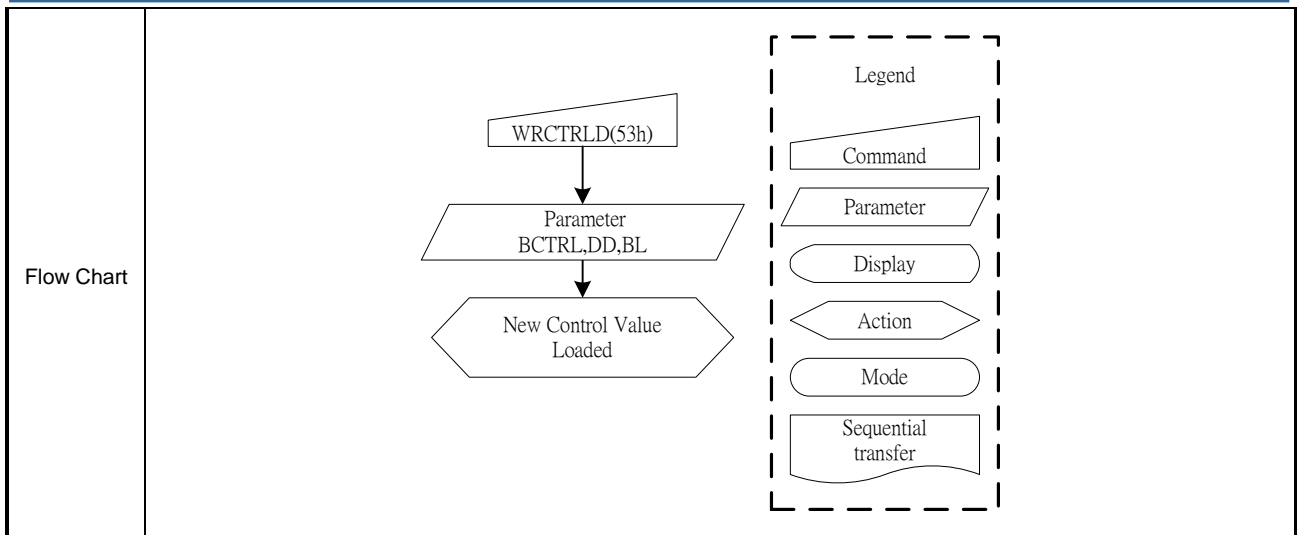 Flow Chart
WRCTRLD(53h)
Parameter
BCTRL,DD,BL
New Control Value
Loaded
Legend
Command
Parameter
Display
Action
Mode
Sequential
transfer